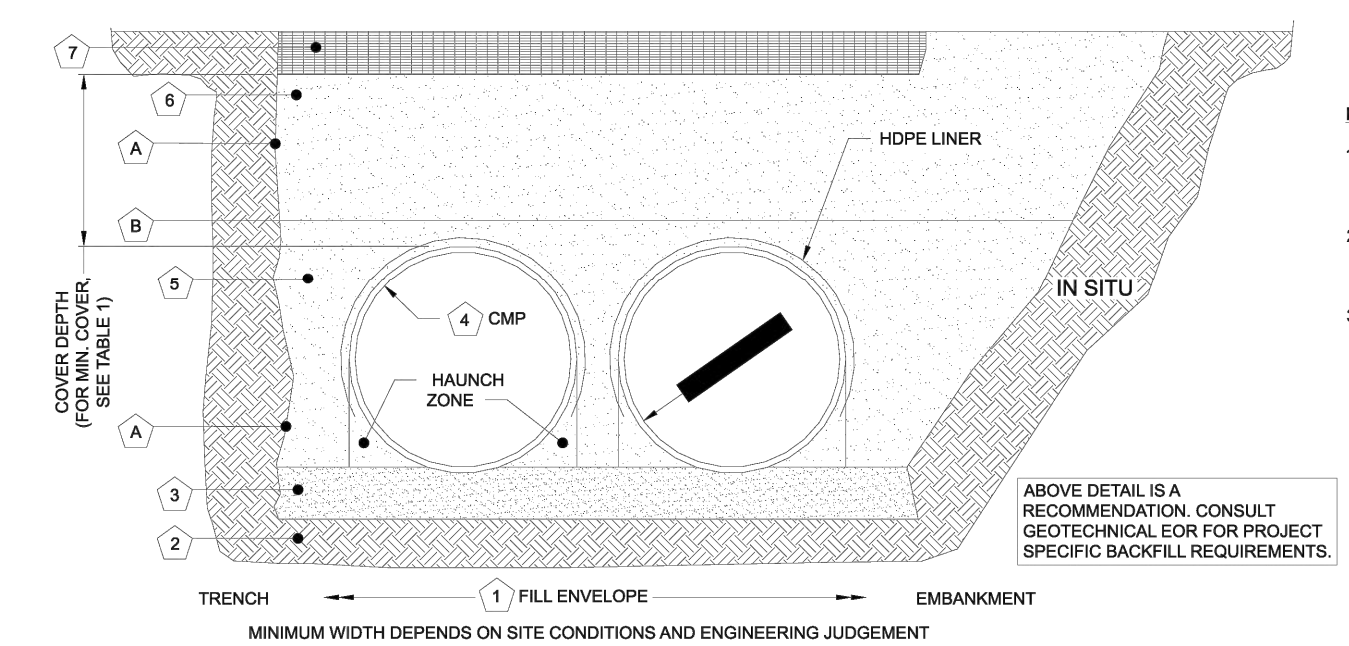 7
6
A
HDPE LINER
B
5
IN SITU
4 CMP
COVER DEPTH
(FOR MIN. COVER,
SEE TABLE 1)
HAUNCH
ZONE
A
3
2
ABOVE DETAIL IS A
RECOMMENDATION. CONSULT
GEOTECHNICAL EOR FOR PROJECT
SPECIFIC BACKFILL REQUIREMENTS.
TRENCH
1 FILL ENVELOPE
EMBANKMENT
MINIMUM WIDTH DEPENDS ON SITE CONDITIONS AND ENGINEERING JUDGEMENT